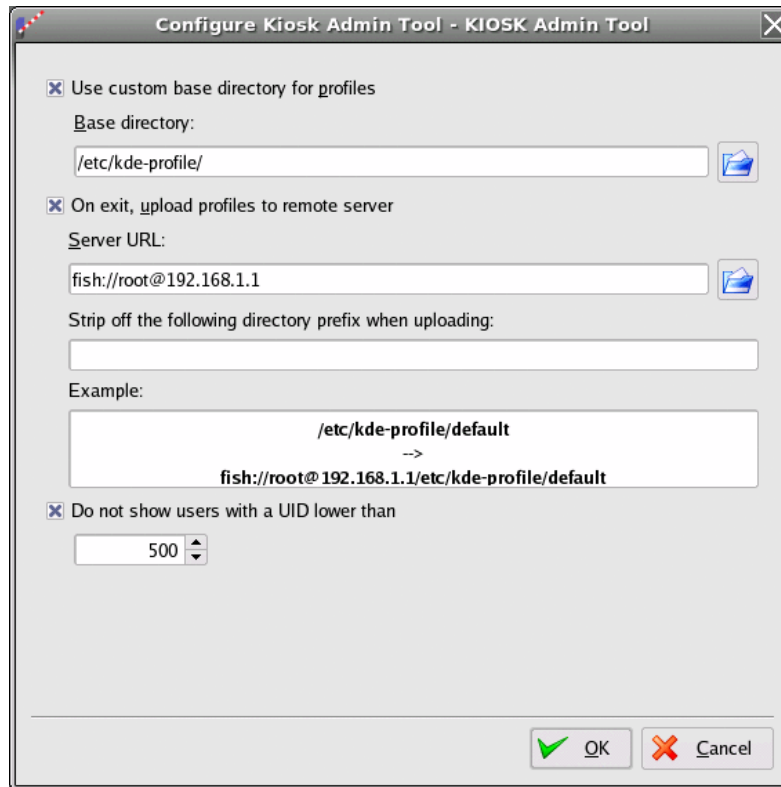 Configure Kiosk Admin Tool - KIOSK Admin Tool
Use custom base directory for profiles
Base directory:
/etc/kde-profile/
On exit, upload profiles to remote server
Server URL:
fish://root@192.168.1.1
Strip off the following directory prefix when uploading:
Example:
/etc/kde-profile/default
-->
fish://root@192.168.1.1/etc/kde-profile/default
Do not show users with a UID lower than
500
OK Cancel